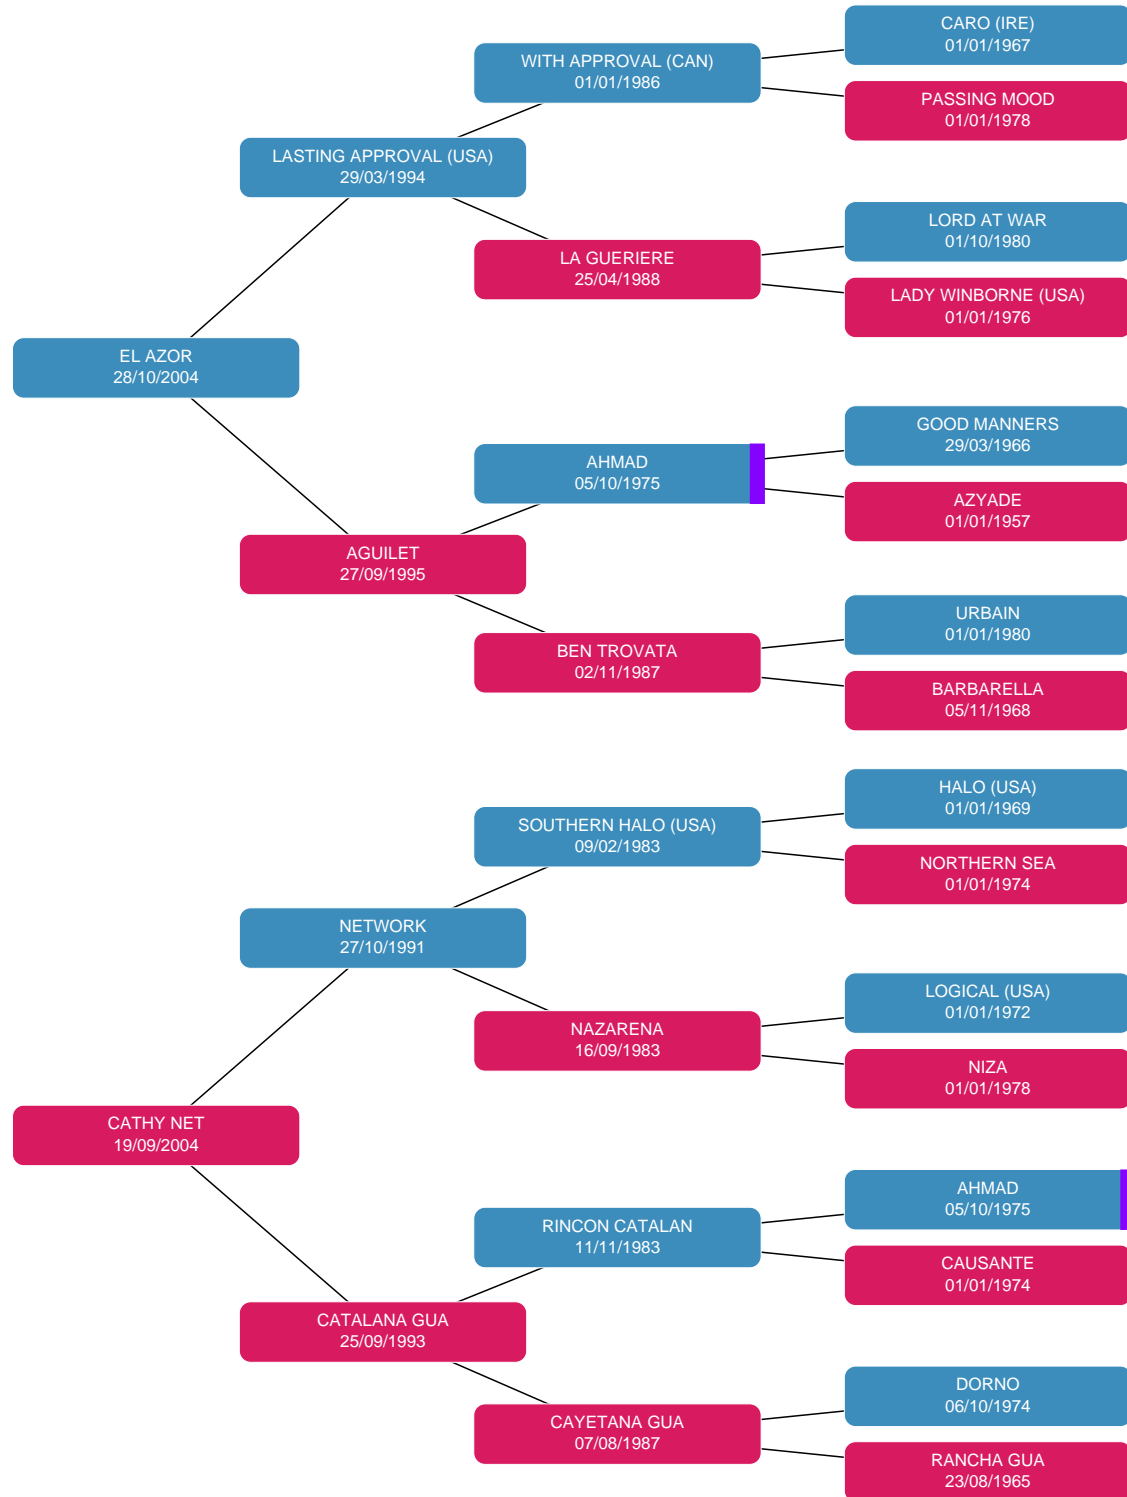 CARO (IRE)
01/01/1967
WITH APPROVAL (CAN)
01/01/1986
PASSING MOOD
01/01/1978
LASTING APPROVAL (USA)
29/03/1994
LORD AT WAR
01/10/1980
LA GUERIERE
25/04/1988
LADY WINBORNE (USA)
01/01/1976
EL AZOR
28/10/2004
GOOD MANNERS
29/03/1966
AHMAD
05/10/1975
AZYADE
01/01/1957
AGUILET
27/09/1995
URBAIN
01/01/1980
BEN TROVATA
02/11/1987
BARBARELLA
05/11/1968
HALO (USA)
01/01/1969
SOUTHERN HALO (USA)
09/02/1983
NORTHERN SEA
01/01/1974
NETWORK
27/10/1991
LOGICAL (USA)
01/01/1972
NAZARENA
16/09/1983
NIZA
01/01/1978
CATHY NET
19/09/2004
AHMAD
05/10/1975
RINCON CATALAN
11/11/1983
CAUSANTE
01/01/1974
CATALANA GUA
25/09/1993
DORNO
06/10/1974
CAYETANA GUA
07/08/1987
RANCHA GUA
23/08/1965